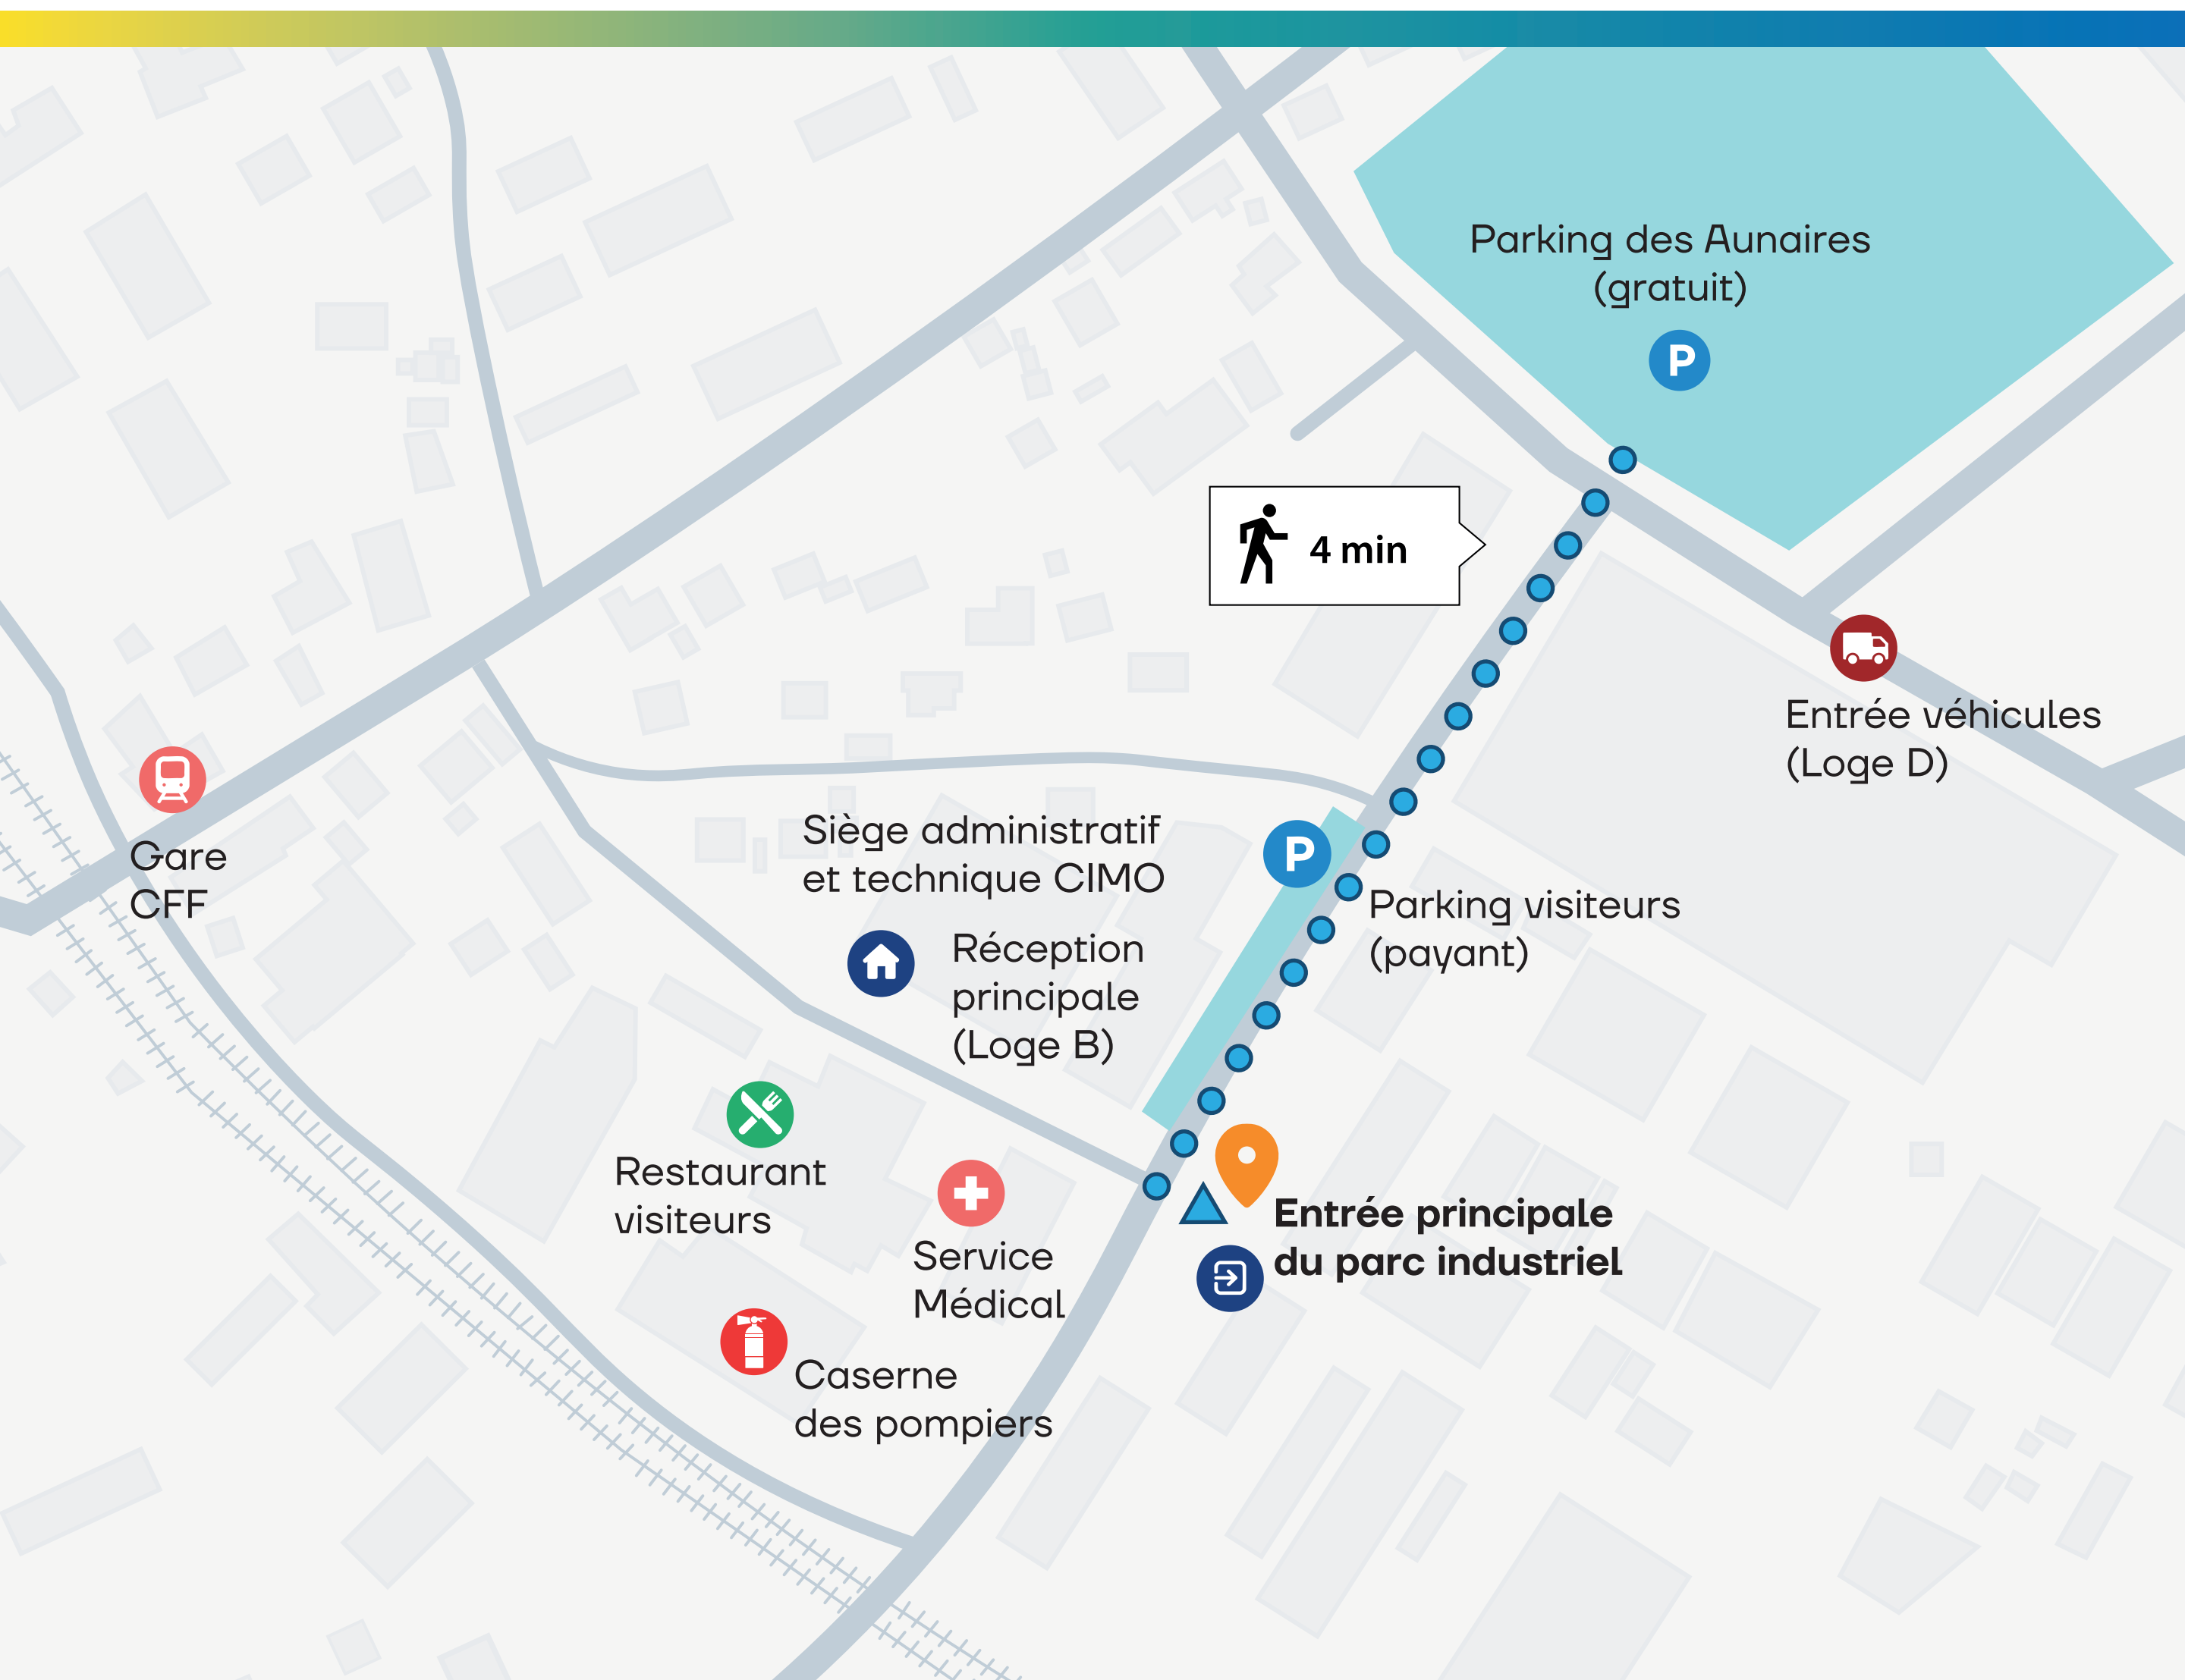 Parking des Aunaires
(gratuit)
P
4 min
Entrée véhicules
(Loge D)
Gare
CFF
Siège administratif
et technique CIMO
P
Parking visiteurs
(payant)
Réception
principale
(Loge B)
Restaurant
visiteurs
Service
Médical
Entrée principale
du parc industriel
Caserne
des pompiers